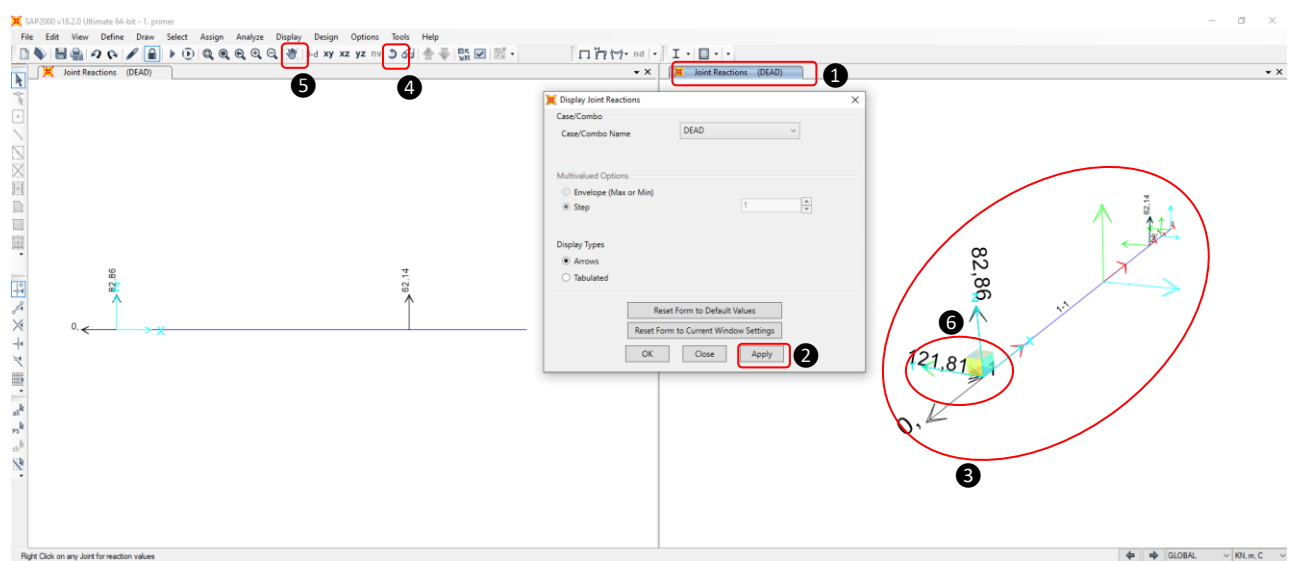 SAP2000 v18.2.0 Ultimate 64-bit - 1. primer
File Edit View Define Draw Select Assign Analyze Display Design Options Tools Help
xy xz yz nv
nd
5
4
Joint Reactions (DEAD)
Joint Reactions (DEAD)
1
Display Joint Reactions
Case/Combo
Case/Combo Name DEAD
Multivalued Options
Envelope (Max or Min)
Step 1
Display Types
Arrows
Tabulated
Reset Form to Default Values
Reset Form to Current Window Settings
OK Close Apply
2
82,86
62,14
0,
X
62,14
82,86
1-1
6
X
121,81
1
0,
3
Right Click on any Joint for reaction values
GLOBAL KN, m, C